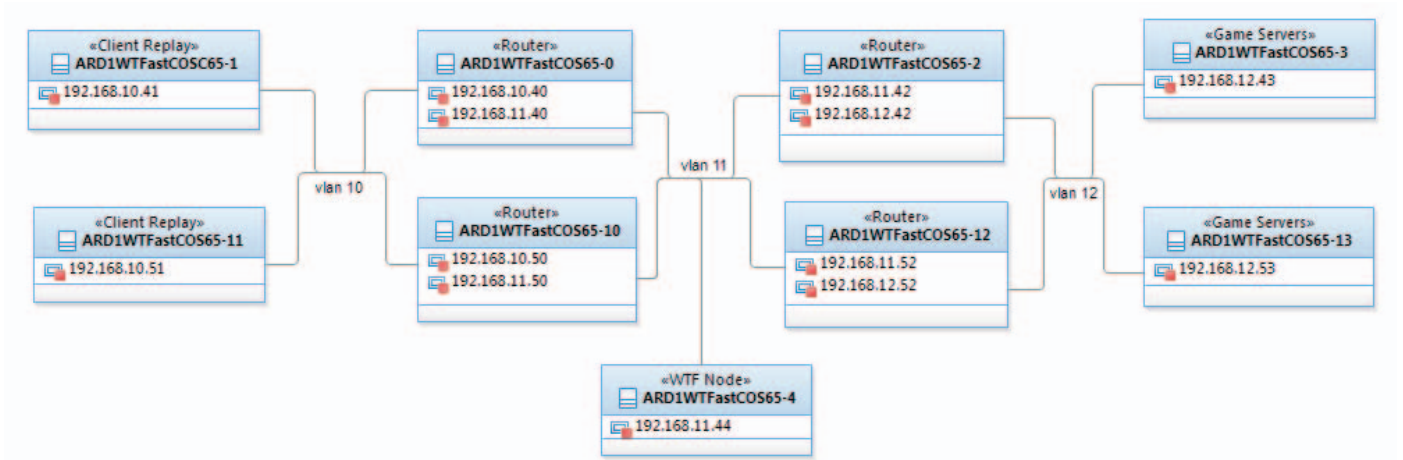 «Client Replay»
ARD1WTFastCOSC65-1
192.168.10.41
«Router»
ARD1WTFastCOS65-0
192.168.10.40
192.168.11.40
«Router»
ARD1WTFastCOS65-2
192.168.11.42
192.168.12.42
«Game Servers»
ARD1WTFastCOS65-3
192.168.12.43
vlan 10
vlan 11
vlan 12
«Client Replay»
ARD1WTFastCOS65-11
192.168.10.51
«Router»
ARD1WTFastCOS65-10
192.168.10.50
192.168.11.50
«Router»
ARD1WTFastCOS65-12
192.168.11.52
192.168.12.52
«Game Servers»
ARD1WTFastCOS65-13
192.168.12.53
«WTF Node»
ARD1WTFastCOS65-4
192.168.11.44